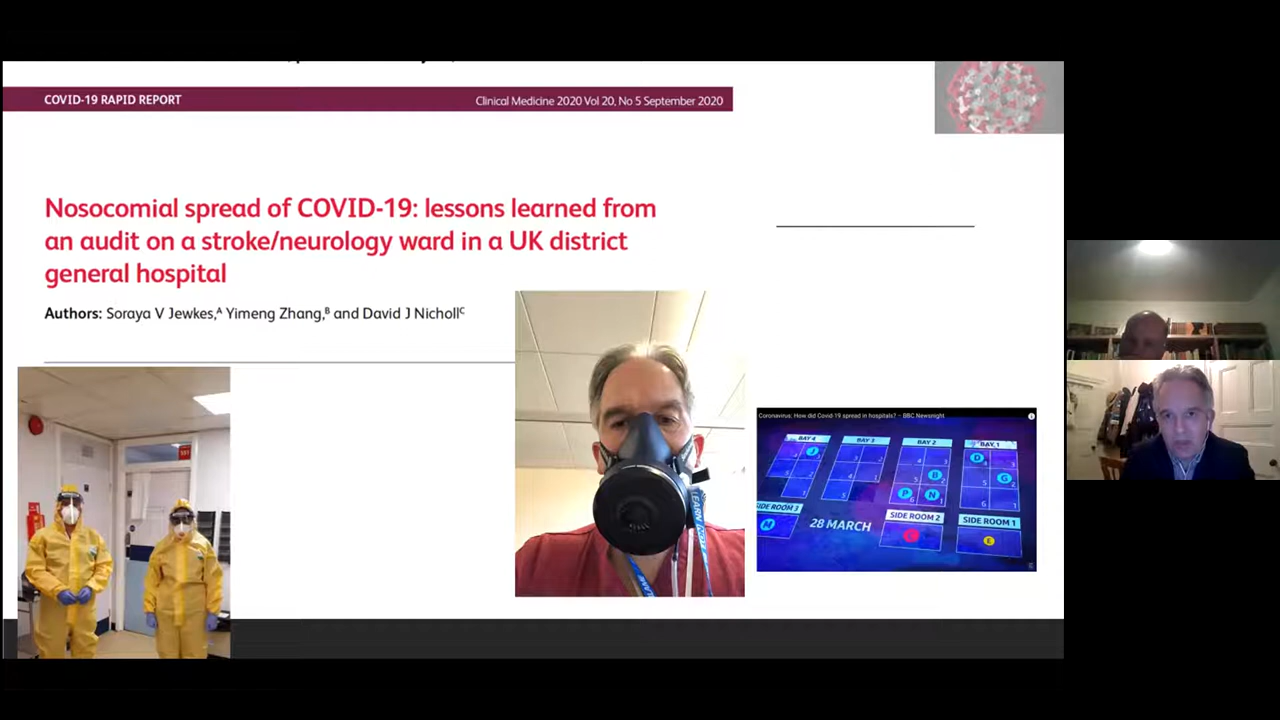 COVID-19 RAPID REPORT
Clinical Medicine 2020 Vol 20, No 5 September 2020
Nosocomial spread of COVID-19: lessons learned from
an audit on a stroke/neurology ward in a UK district
general hospital
Authors: Soraya V Jewkes,ᴬ Yimeng Zhang,ᴮ and David J Nichollᶜ
Coronavirus: How did Covid-19 spread in hospitals? – BBC Newsnight
BAY 4
BAY 3
BAY 2
BAY 1
J
D
G
B
P
N
SIDE ROOM 3
28 MARCH
SIDE ROOM 2
SIDE ROOM 1
C
E